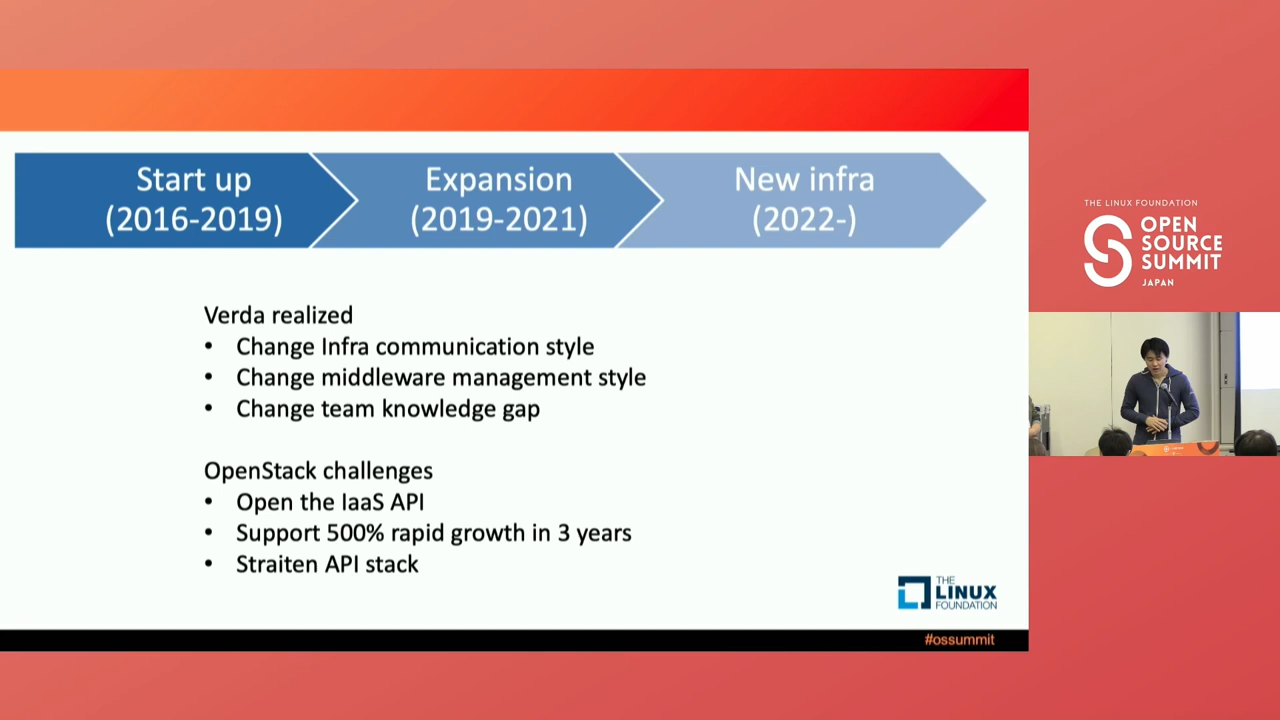 Start up
(2016-2019)
Expansion
(2019-2021)
New infra
(2022-)
Verda realized
• Change Infra communication style
• Change middleware management style
• Change team knowledge gap
OpenStack challenges
• Open the IaaS API
• Support 500% rapid growth in 3 years
• Straiten API stack
THE
LINUX
FOUNDATION
#ossummit
THE LINUX FOUNDATION
OPEN
SOURCE
SUMMIT
JAPAN